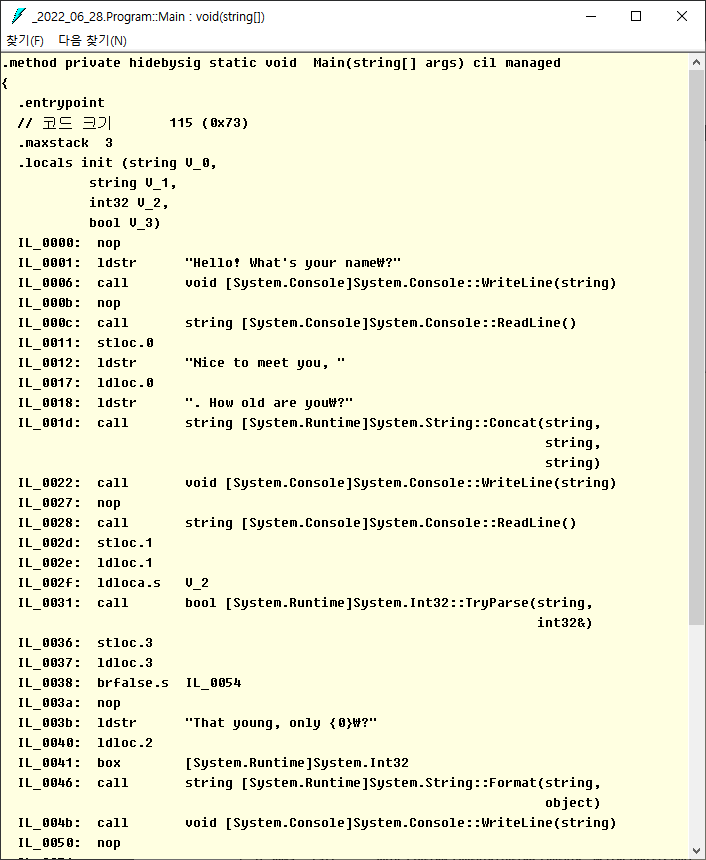 _2022_06_28.Program::Main : void(string[])
찾기(F) 다음 찾기(N)
.method private hidebysig static void  Main(string[] args) cil managed
{
  .entrypoint
  // 코드 크기       115 (0x73)
  .maxstack  3
  .locals init (string V_0,
           string V_1,
           int32 V_2,
           bool V_3)
  IL_0000:  nop
  IL_0001:  ldstr      "Hello! What's your name₩?"
  IL_0006:  call       void [System.Console]System.Console::WriteLine(string)
  IL_000b:  nop
  IL_000c:  call       string [System.Console]System.Console::ReadLine()
  IL_0011:  stloc.0
  IL_0012:  ldstr      "Nice to meet you, "
  IL_0017:  ldloc.0
  IL_0018:  ldstr      ". How old are you₩?"
  IL_001d:  call       string [System.Runtime]System.String::Concat(string,
                                                                    string,
                                                                    string)
  IL_0022:  call       void [System.Console]System.Console::WriteLine(string)
  IL_0027:  nop
  IL_0028:  call       string [System.Console]System.Console::ReadLine()
  IL_002d:  stloc.1
  IL_002e:  ldloc.1
  IL_002f:  ldloca.s   V_2
  IL_0031:  call       bool [System.Runtime]System.Int32::TryParse(string,
                                                                   int32&)
  IL_0036:  stloc.3
  IL_0037:  ldloc.3
  IL_0038:  brfalse.s  IL_0054
  IL_003a:  nop
  IL_003b:  ldstr      "That young, only {0}₩?"
  IL_0040:  ldloc.2
  IL_0041:  box        [System.Runtime]System.Int32
  IL_0046:  call       string [System.Runtime]System.String::Format(string,
                                                                    object)
  IL_004b:  call       void [System.Console]System.Console::WriteLine(string)
  IL_0050:  nop